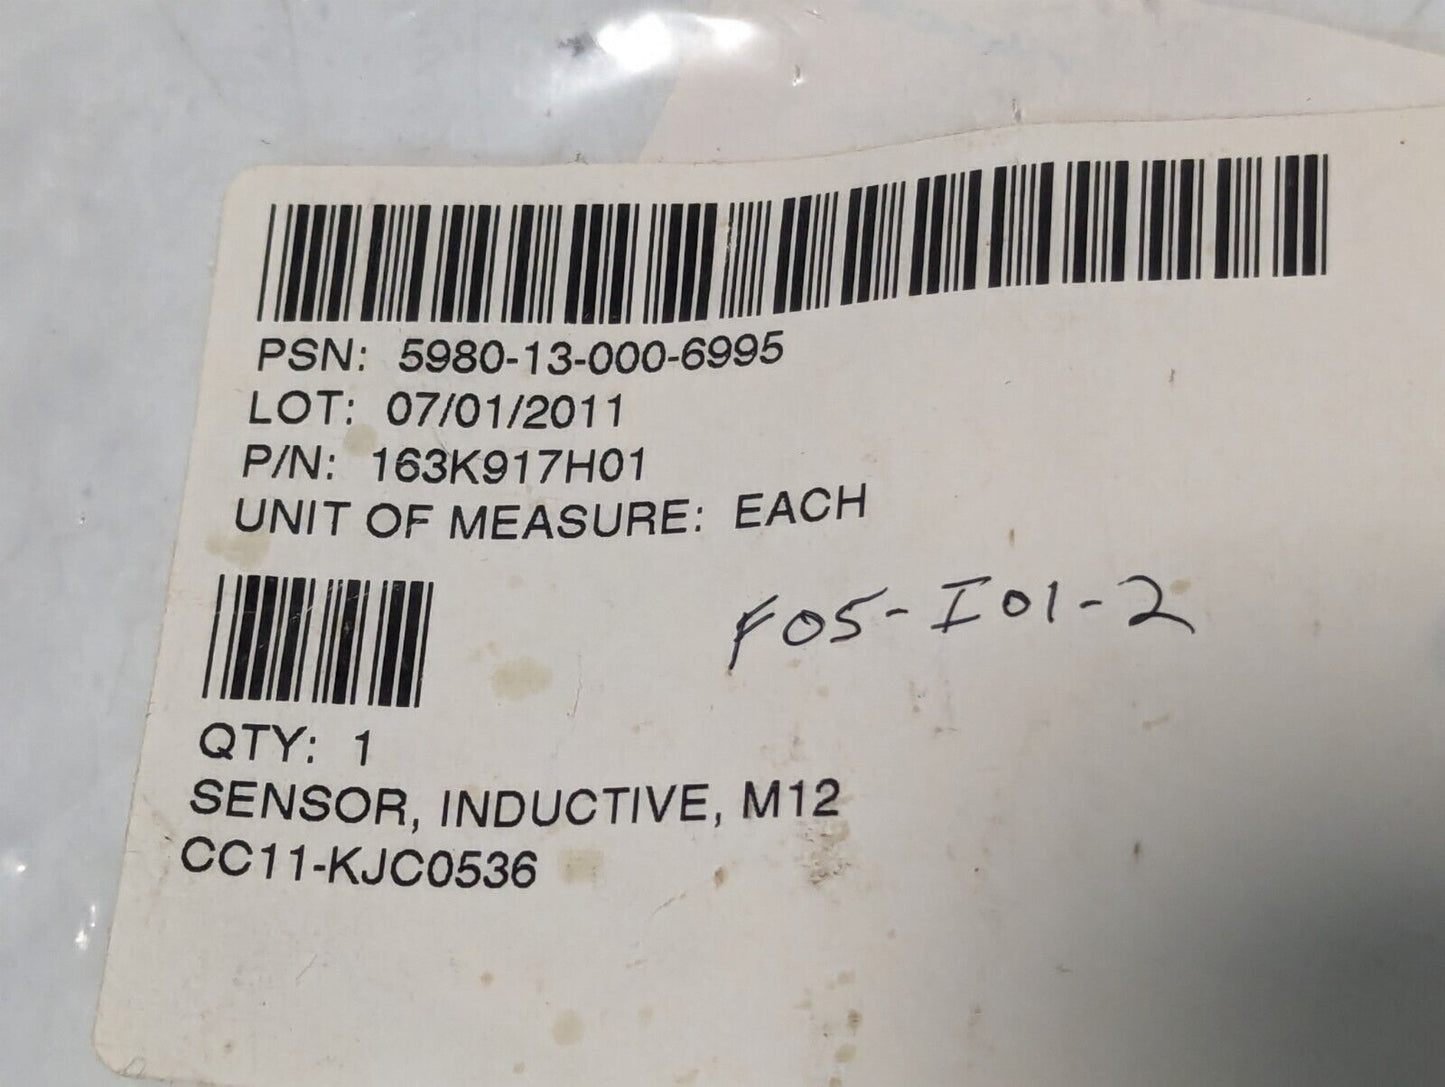 PSN: 5980-13-000-6995
LOT: 07/01/2011
P/N: 163K917H01
UNIT OF MEASURE: EACH
F05-I01-2
QTY: 1
SENSOR, INDUCTIVE, M12
CC11-KJC0536